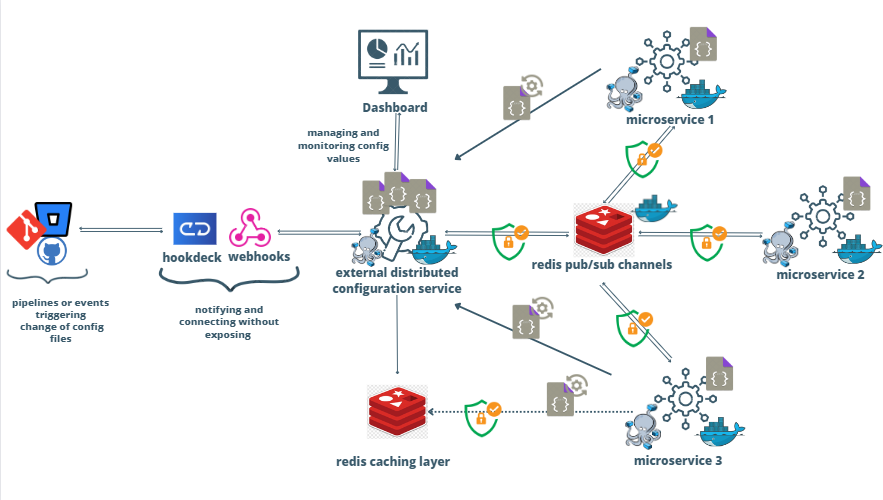 Dashboard
managing and
monitoring config
values
microservice 1
{ }
{ }
{ }
{ }
{ }
{ }
hookdeck
webhooks
external distributed
configuration service
redis pub/sub channels
microservice 2
pipelines or events
triggering
change of config
files
notifying and
connecting without
exposing
{ }
{ }
{ }
redis caching layer
microservice 3